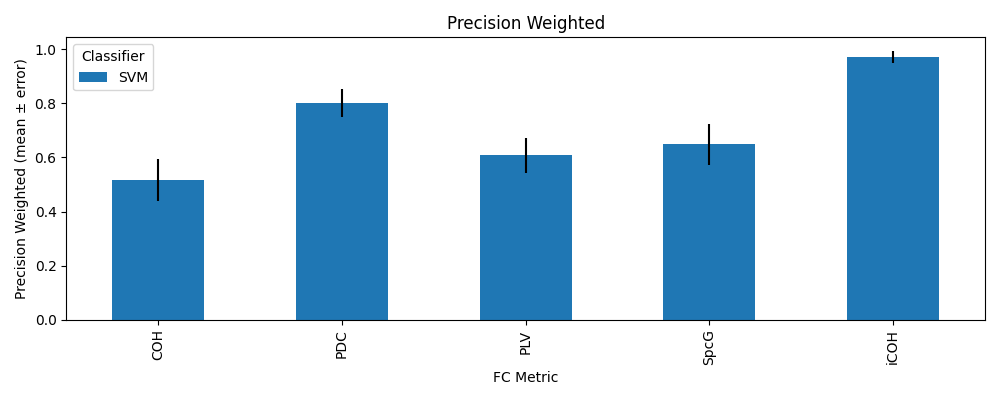 Precision Weighted
Precision Weighted (mean ± error)
1.0
0.8
0.6
0.4
0.2
0.0
Classifier
SVM
COH
PDC
PLV
SpcG
iCOH
FC Metric